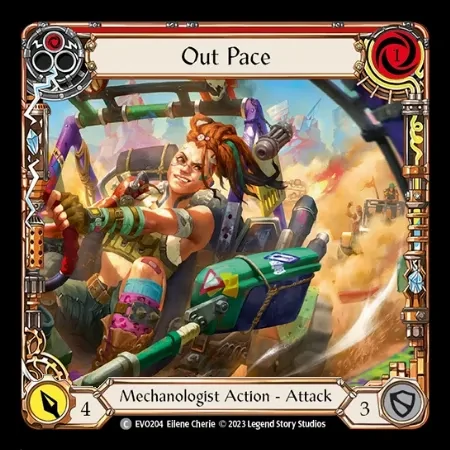 Out Pace
I
4
Mechanologist Action - Attack
3
C EVO204 Eilene Cherie © 2023 Legend Story Studios